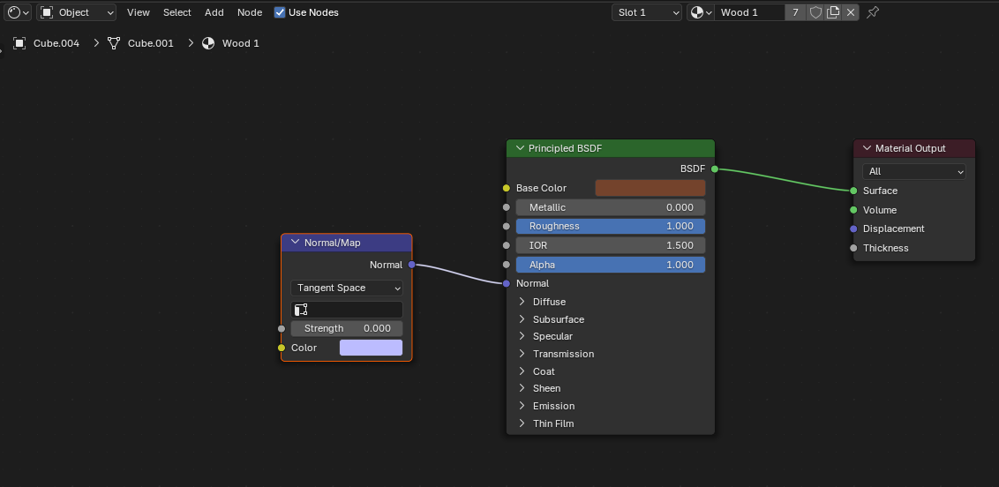 Object View Select Add Node Use Nodes Slot 1 Wood 1 7
Cube.004 Cube.001 Wood 1
Principled BSDF
BSDF
Base Color
Metallic 0.000
Roughness 1.000
IOR 1.500
Alpha 1.000
Normal
Diffuse
Subsurface
Specular
Transmission
Coat
Sheen
Emission
Thin Film
Material Output
All
Surface
Volume
Displacement
Thickness
Normal/Map
Normal
Tangent Space
Strength 0.000
Color